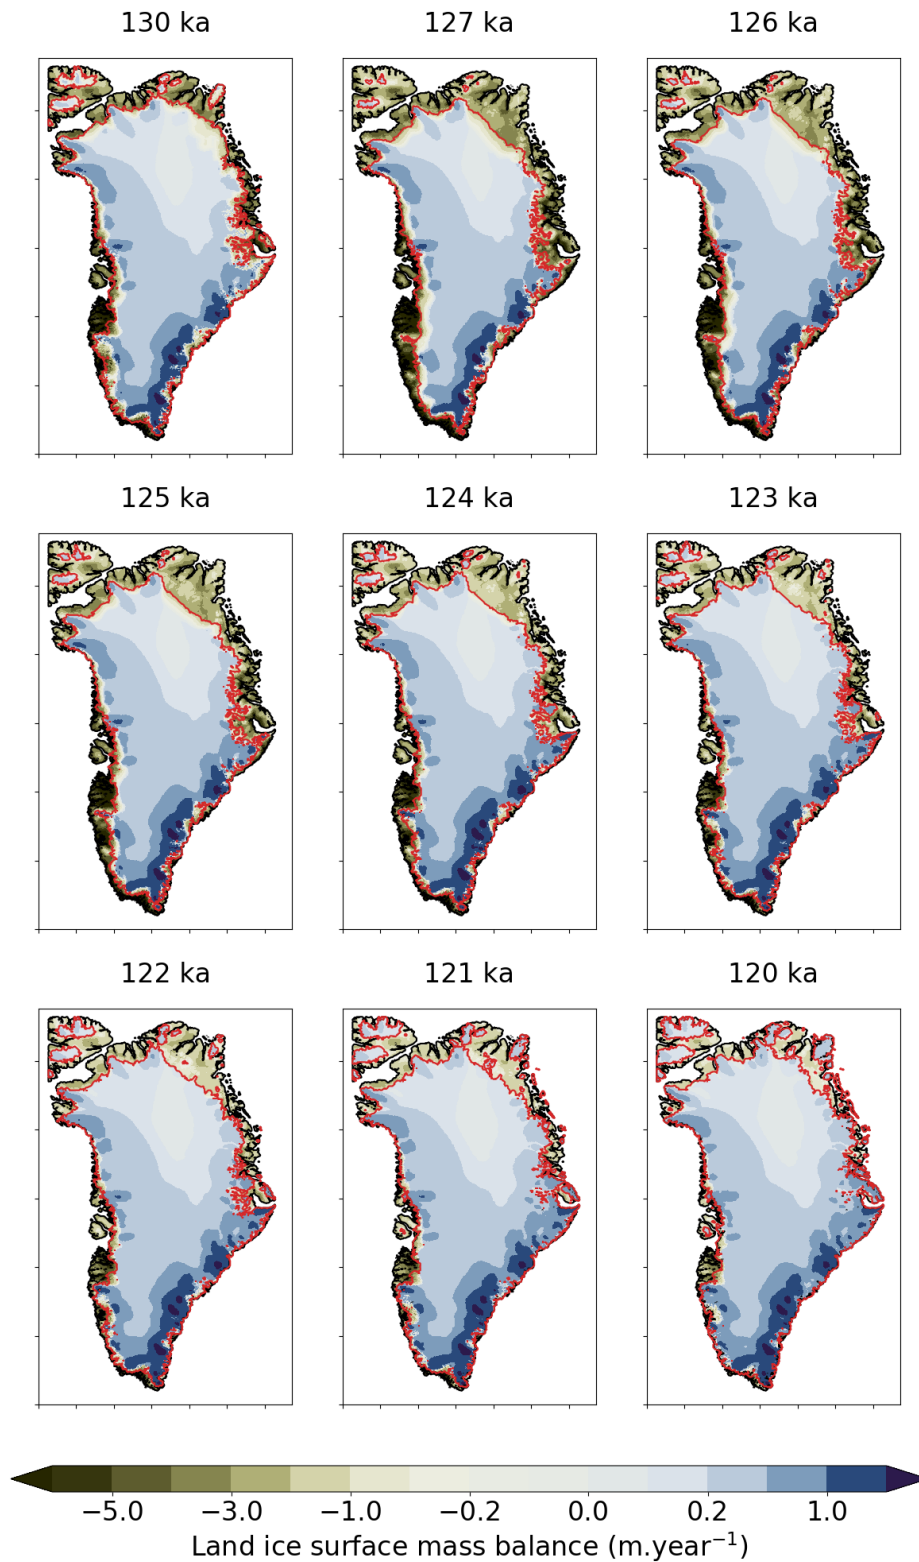 130 ka 127 ka 126 ka
125 ka 124 ka 123 ka
122 ka 121 ka 120 ka
−5.0 −3.0 −1.0 −0.2 0.0 0.2 1.0
Land ice surface mass balance (m.year⁻¹)